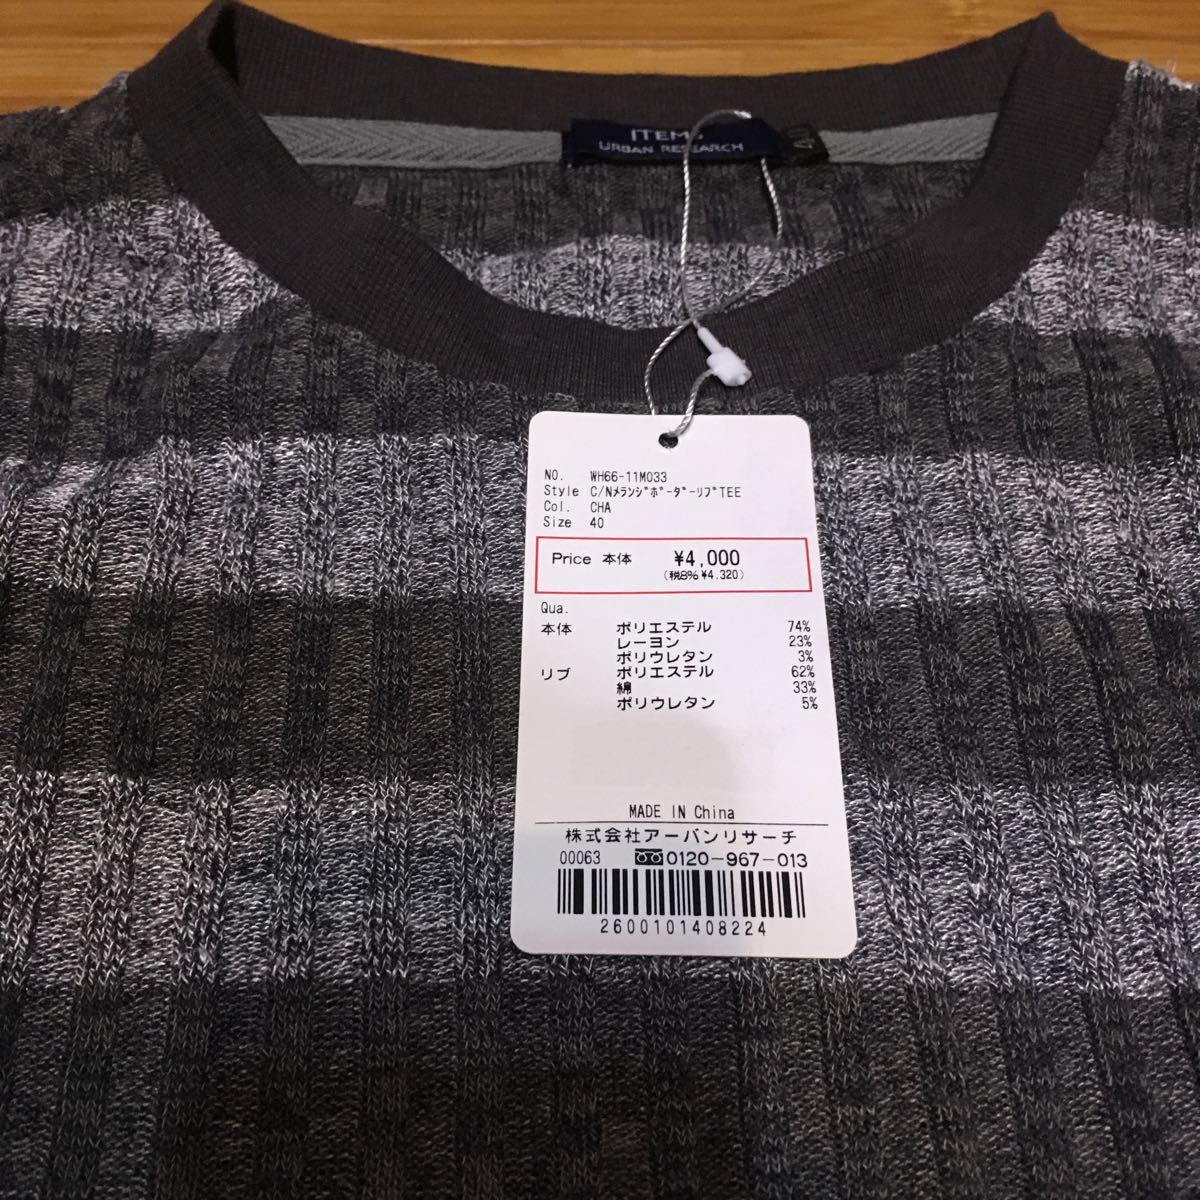 ITEMS
URBAN RESEARCH
40
NO. WH66-11M033
Style C/NﾒﾗﾝｼﾞﾎﾞｰﾀﾞｰﾘﾌﾞTEE
Col. CHA
Size 40
Price 本体 ¥4,000
(税8% ¥4,320)
Qua.
本体 ポリエステル 74%
レーヨン 23%
ポリウレタン 3%
リブ ポリエステル 62%
綿 33%
ポリウレタン 5%
MADE IN China
株式会社アーバンリサーチ
00063 0120-967-013
2600101408224